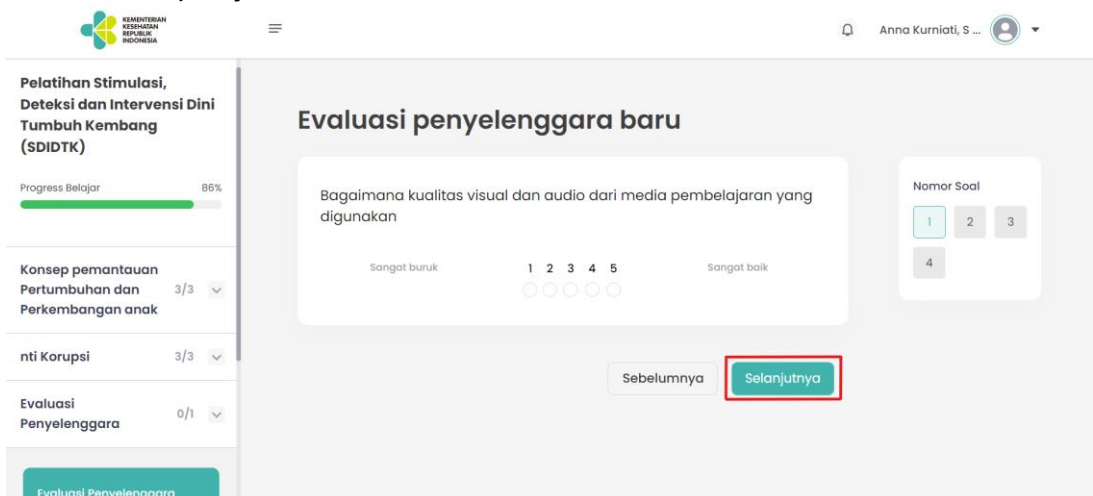 KEMENTERIAN
KESEHATAN
REPUBLIK
INDONESIA
Anna Kurniati, S ...
Pelatihan Stimulasi,
Deteksi dan Intervensi Dini
Tumbuh Kembang
(SDIDTK)
Progress Belajar 86%
Konsep pemantauan
Pertumbuhan dan 3/3
Perkembangan anak
nti Korupsi 3/3
Evaluasi
Penyelenggara 0/1
Evaluasi Penyelenggara
Evaluasi penyelenggara baru
Bagaimana kualitas visual dan audio dari media pembelajaran yang
digunakan
Sangat buruk 1 2 3 4 5 Sangat baik
Sebelumnya Selanjutnya
Nomor Soal
1 2 3
4